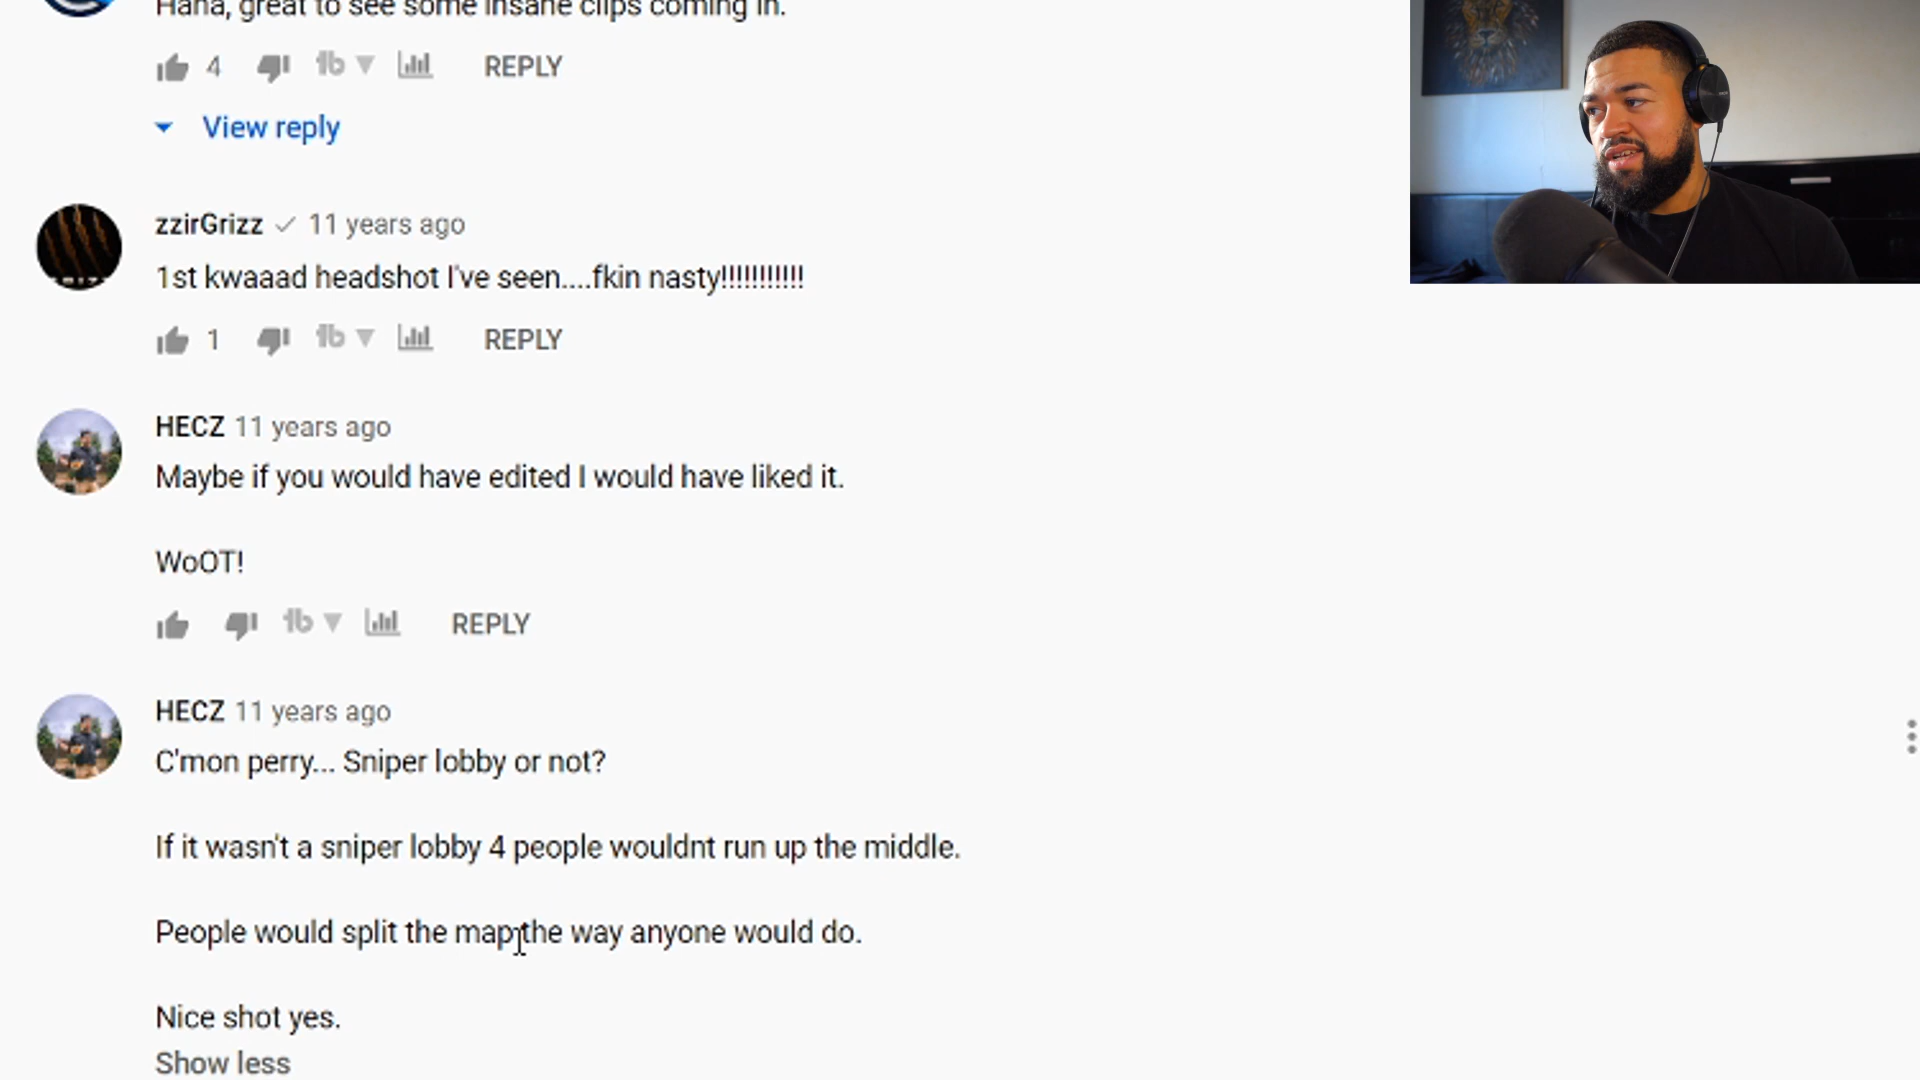 Haha, great to see some insane clips coming in.
4 REPLY
View reply
zzirGrizz 11 years ago
1st kwaaad headshot I've seen....fkin nasty!!!!!!!!!!!
1 REPLY
HECZ 11 years ago
Maybe if you would have edited I would have liked it.
WoOT!
REPLY
HECZ 11 years ago
C'mon perry... Sniper lobby or not?
If it wasn't a sniper lobby 4 people wouldnt run up the middle.
People would split the map the way anyone would do.
Nice shot yes.
Show less